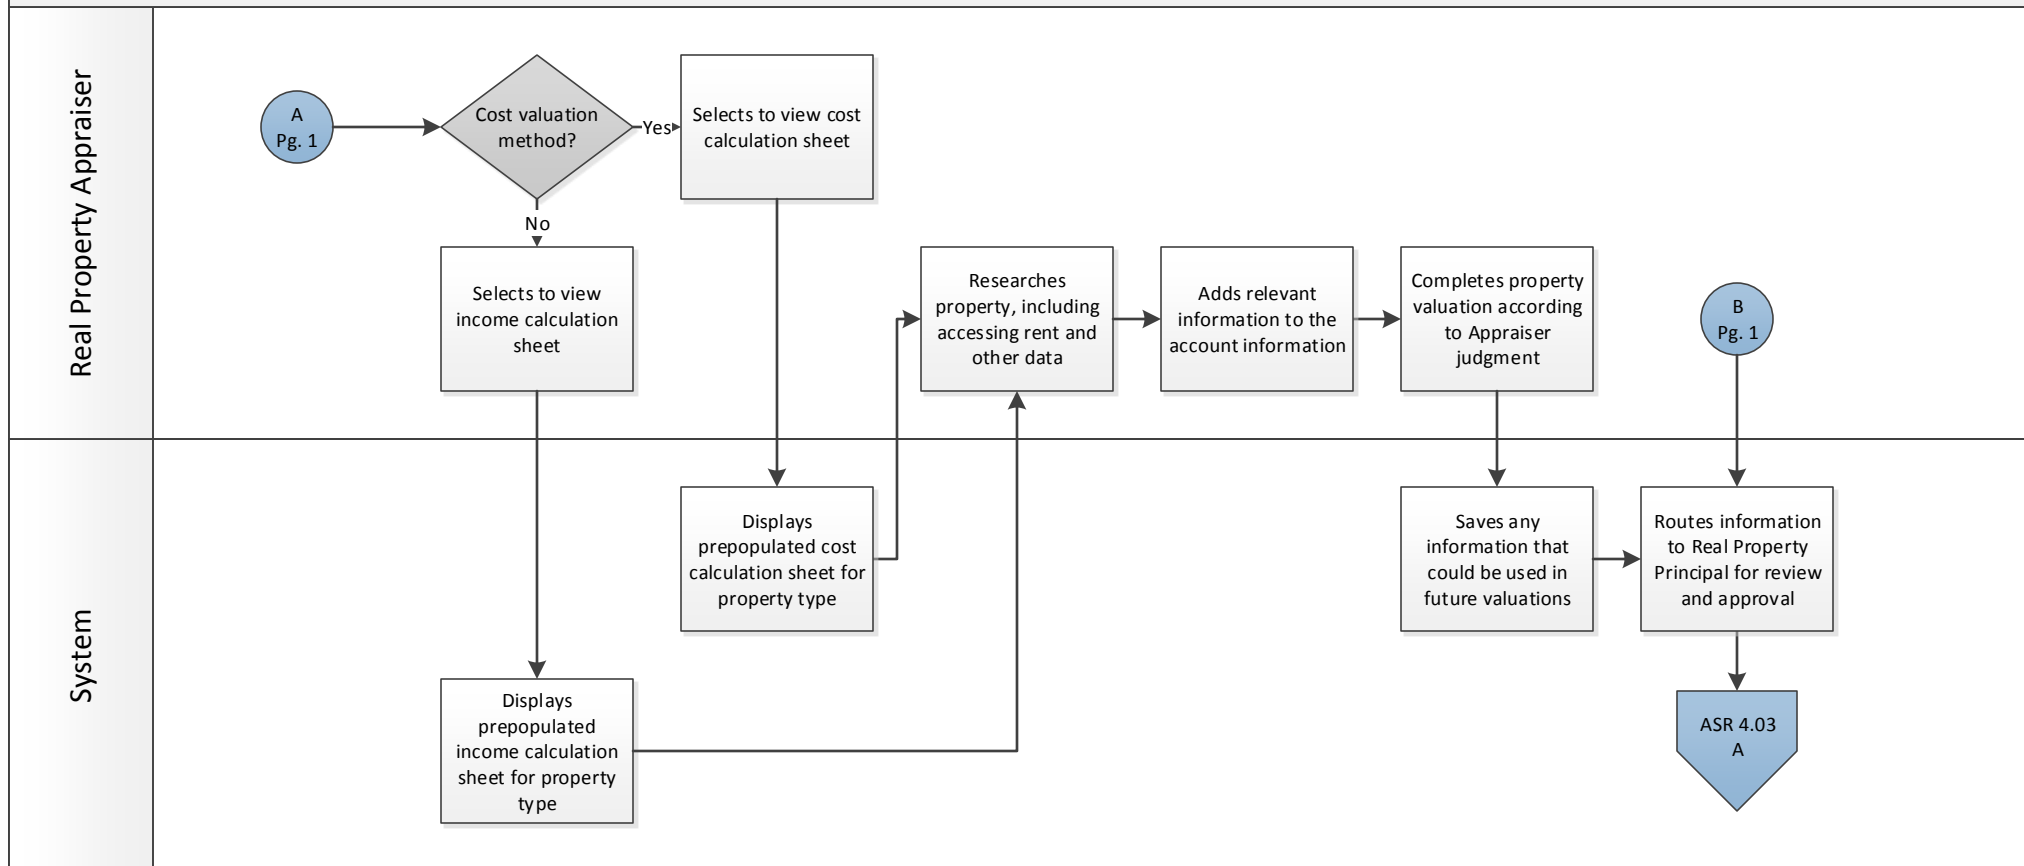 Real Property Appraiser
A
Pg. 1
Cost valuation
method?
Yes
Selects to view cost
calculation sheet
No
Selects to view
income calculation
sheet
Researches
property, including
accessing rent and
other data
Adds relevant
information to the
account information
Completes property
valuation according
to Appraiser
judgment
B
Pg. 1
System
Displays
prepopulated cost
calculation sheet for
property type
Saves any
information that
could be used in
future valuations
Routes information
to Real Property
Principal for review
and approval
Displays
prepopulated
income calculation
sheet for property
type
ASR 4.03
A